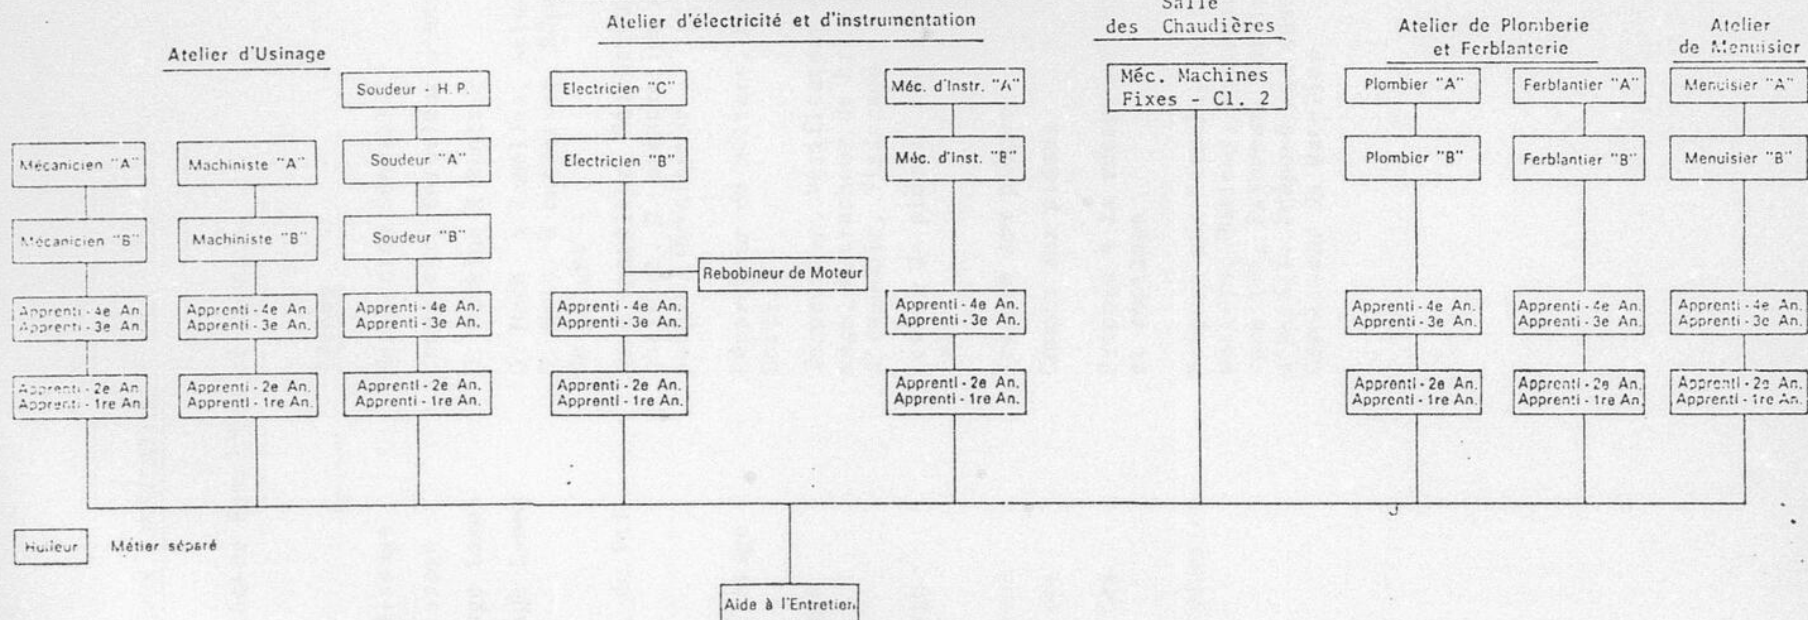 Atelier d'Usinage
Atelier d'électricité et d'instrumentation
Salle
des Chaudières
Atelier de Plomberie
et Ferblanterie
Atelier
de Menuisier
Soudeur - H. P.
Electricien "C"
Méc. d'Instr. "A"
Méc. Machines
Fixes - Cl. 2
Plombier "A"
Ferblantier "A"
Menuisier "A"
Mécanicien "A"
Machiniste "A"
Soudeur "A"
Electricien "B"
Méc. d'Inst. "B"
Plombier "B"
Ferblantier "B"
Menuisier "B"
Mécanicien "B"
Machiniste "B"
Soudeur "B"
Rebobineur de Moteur
Apprenti - 4e An.
Apprenti - 3e An.
Apprenti - 4e An.
Apprenti - 3e An.
Apprenti - 4e An.
Apprenti - 3e An.
Apprenti - 4e An.
Apprenti - 3e An.
Apprenti - 4e An.
Apprenti - 3e An.
Apprenti - 4e An.
Apprenti - 3e An.
Apprenti - 4e An.
Apprenti - 3e An.
Apprenti - 4e An.
Apprenti - 3e An.
Apprenti - 2e An.
Apprenti - 1re An.
Apprenti - 2e An.
Apprenti - 1re An.
Apprenti - 2e An.
Apprenti - 1re An.
Apprenti - 2e An.
Apprenti - 1re An.
Apprenti - 2e An.
Apprenti - 1re An.
Apprenti - 2e An.
Apprenti - 1re An.
Apprenti - 2e An.
Apprenti - 1re An.
Apprenti - 2e An.
Apprenti - 1re An.
Huileur Métier séparé
Aide à l'Entretien